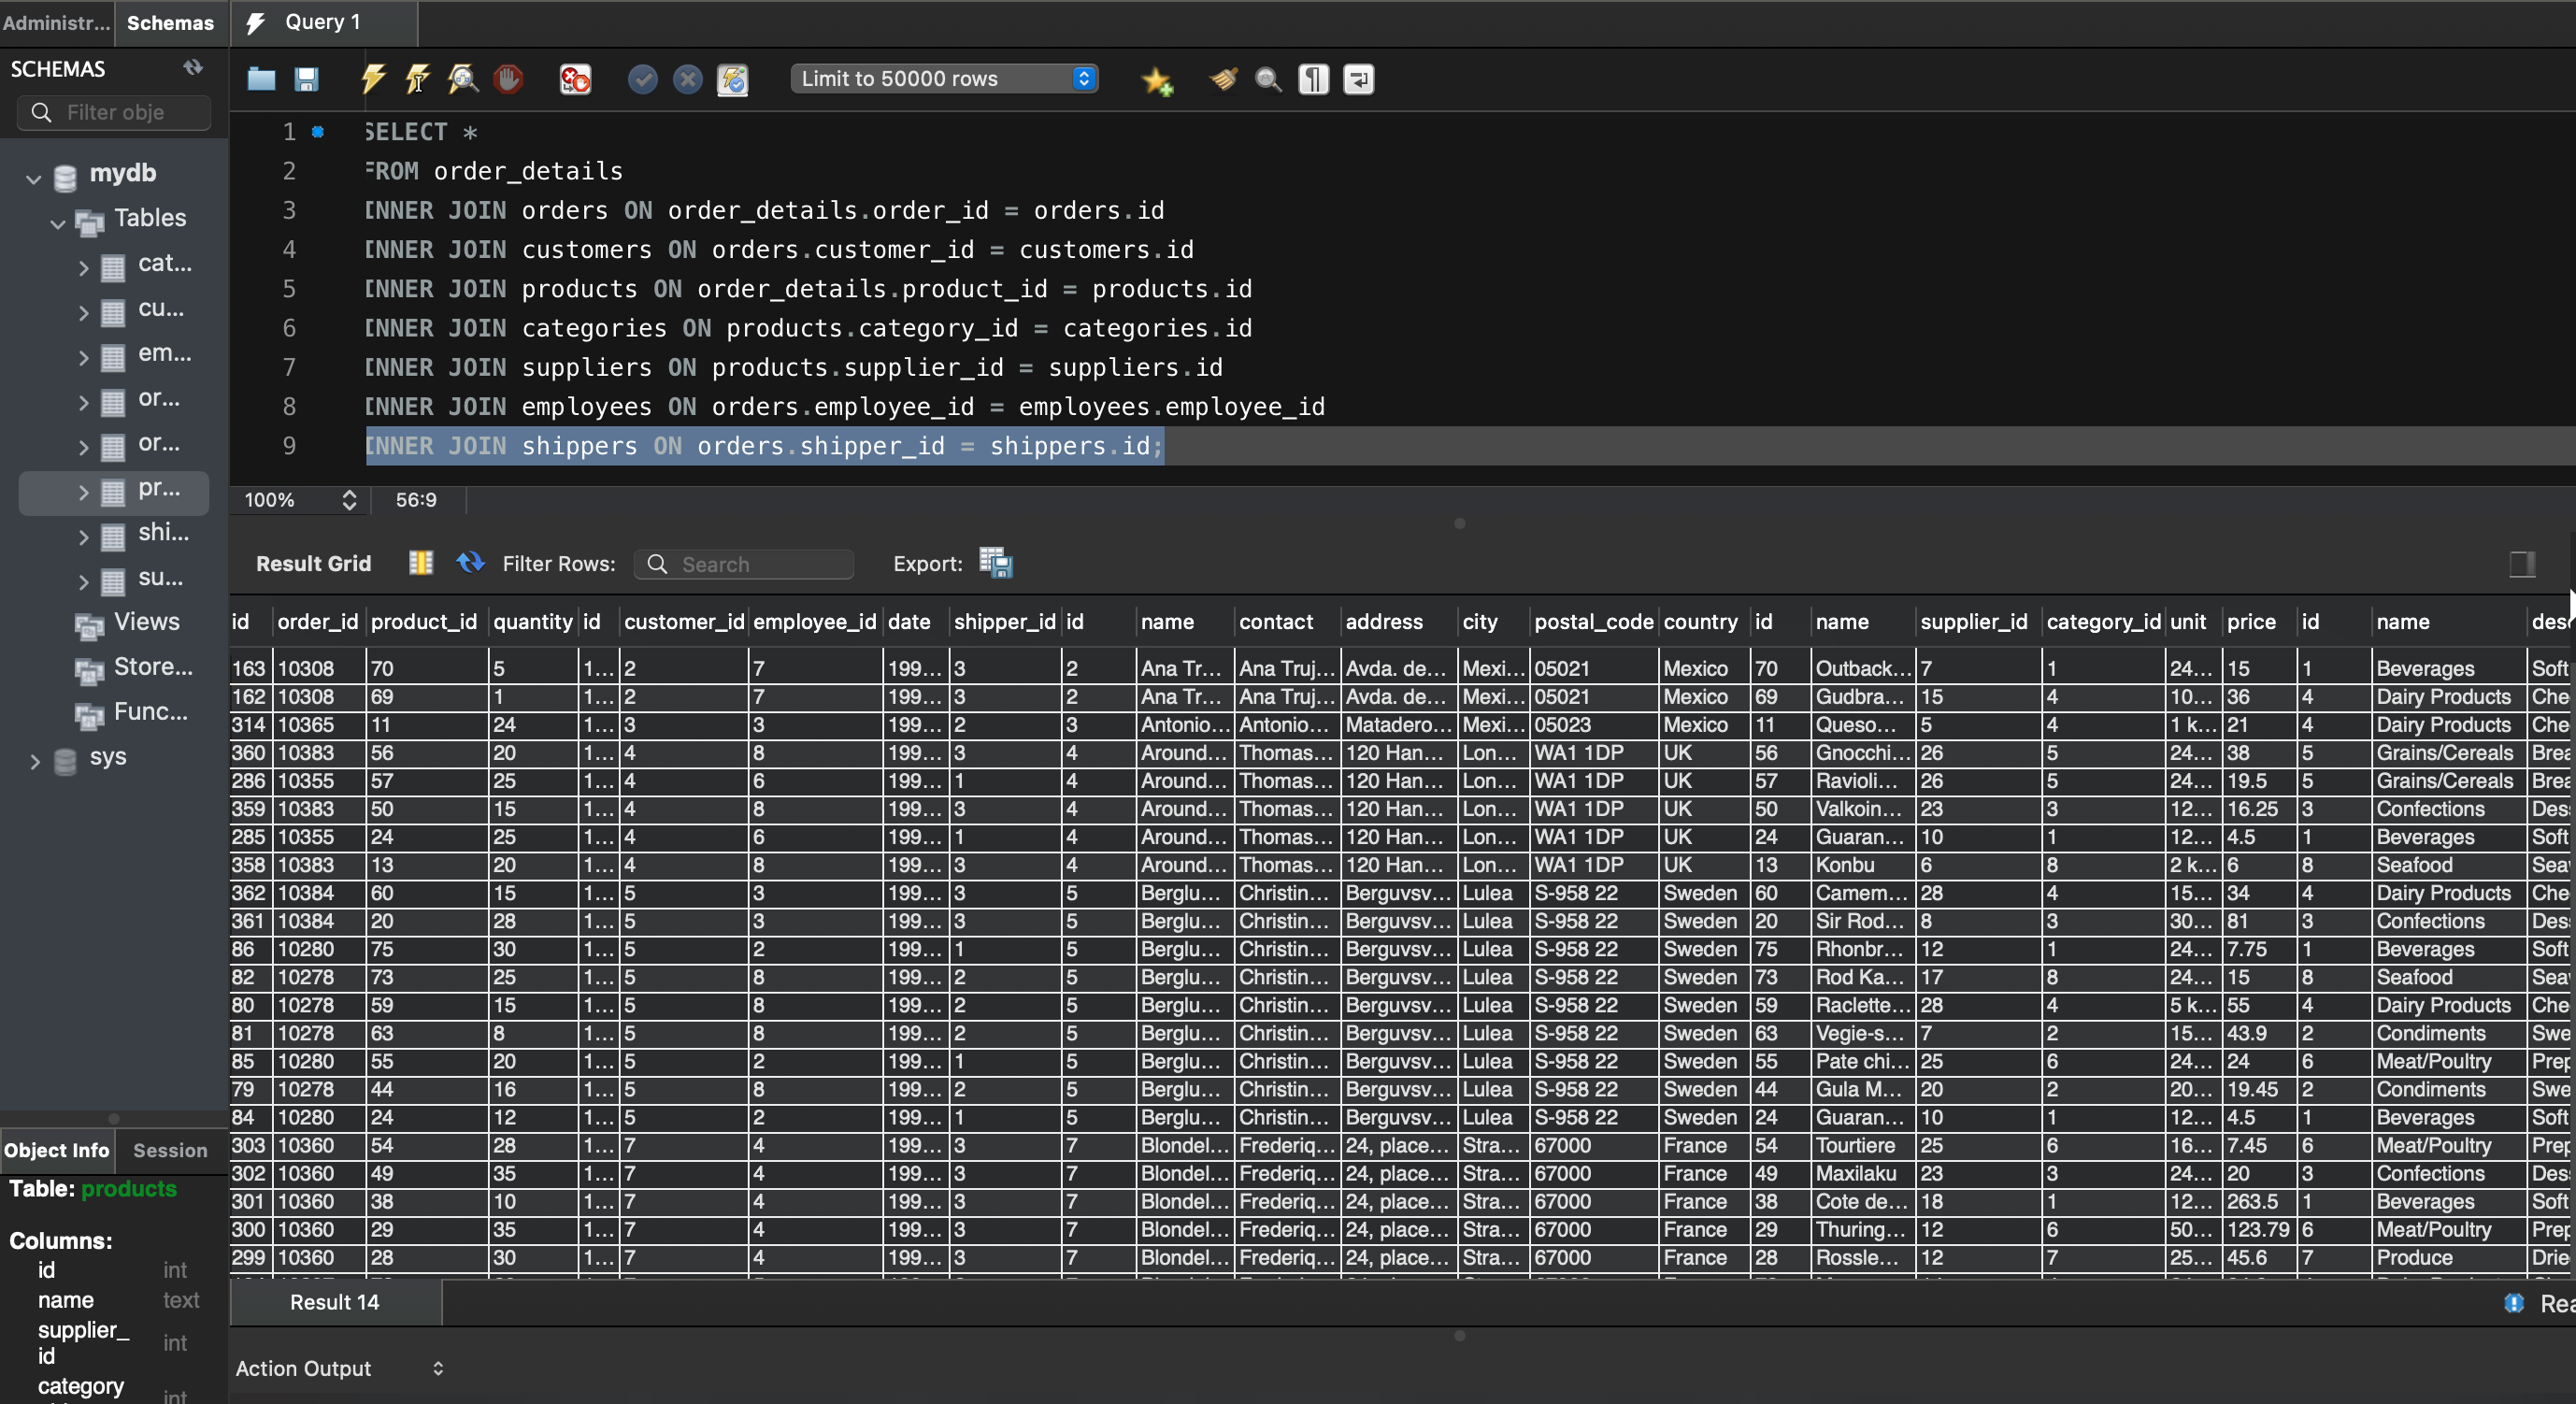 Administr... Schemas Query 1
SCHEMAS
Filter obje
Limit to 50000 rows
mydb
Tables
cat...
cu...
em...
or...
or...
pr...
shi...
su...
Views
Store...
Func...
sys
1 SELECT *
2 FROM order_details
3 INNER JOIN orders ON order_details.order_id = orders.id
4 INNER JOIN customers ON orders.customer_id = customers.id
5 INNER JOIN products ON order_details.product_id = products.id
6 INNER JOIN categories ON products.category_id = categories.id
7 INNER JOIN suppliers ON products.supplier_id = suppliers.id
8 INNER JOIN employees ON orders.employee_id = employees.employee_id
9 INNER JOIN shippers ON orders.shipper_id = shippers.id;
100% 56:9
Result Grid Filter Rows: Search Export:
id order_id product_id quantity id customer_id employee_id date shipper_id id name contact address city postal_code country id name supplier_id category_id unit price id name des
163 10308 70 5 1... 2 7 199... 3 2 Ana Tr... Ana Truj... Avda. de... Mexi... 05021 Mexico 70 Outback... 7 1 24... 15 1 Beverages Soft
162 10308 69 1 1... 2 7 199... 3 2 Ana Tr... Ana Truj... Avda. de... Mexi... 05021 Mexico 69 Gudbra... 15 4 10... 36 4 Dairy Products Che
314 10365 11 24 1... 3 3 199... 2 3 Antonio... Antonio... Matadero... Mexi... 05023 Mexico 11 Queso... 5 4 1 k... 21 4 Dairy Products Che
360 10383 56 20 1... 4 8 199... 3 4 Around... Thomas... 120 Han... Lon... WA1 1DP UK 56 Gnocchi... 26 5 24... 38 5 Grains/Cereals Brea
286 10355 57 25 1... 4 6 199... 1 4 Around... Thomas... 120 Han... Lon... WA1 1DP UK 57 Ravioli... 26 5 24... 19.5 5 Grains/Cereals Brea
359 10383 50 15 1... 4 8 199... 3 4 Around... Thomas... 120 Han... Lon... WA1 1DP UK 50 Valkoin... 23 3 12... 16.25 3 Confections Des
285 10355 24 25 1... 4 6 199... 1 4 Around... Thomas... 120 Han... Lon... WA1 1DP UK 24 Guaran... 10 1 12... 4.5 1 Beverages Soft
358 10383 13 20 1... 4 8 199... 3 4 Around... Thomas... 120 Han... Lon... WA1 1DP UK 13 Konbu 6 8 2 k... 6 8 Seafood Sea
362 10384 60 15 1... 5 3 199... 3 5 Berglu... Christin... Berguvsv... Lulea S-958 22 Sweden 60 Camem... 28 4 15... 34 4 Dairy Products Che
361 10384 20 28 1... 5 3 199... 3 5 Berglu... Christin... Berguvsv... Lulea S-958 22 Sweden 20 Sir Rod... 8 3 30... 81 3 Confections Des
86 10280 75 30 1... 5 2 199... 1 5 Berglu... Christin... Berguvsv... Lulea S-958 22 Sweden 75 Rhonbr... 12 1 24... 7.75 1 Beverages Soft
82 10278 73 25 1... 5 8 199... 2 5 Berglu... Christin... Berguvsv... Lulea S-958 22 Sweden 73 Rod Ka... 17 8 24... 15 8 Seafood Sea
80 10278 59 15 1... 5 8 199... 2 5 Berglu... Christin... Berguvsv... Lulea S-958 22 Sweden 59 Raclette... 28 4 5 k... 55 4 Dairy Products Che
81 10278 63 8 1... 5 8 199... 2 5 Berglu... Christin... Berguvsv... Lulea S-958 22 Sweden 63 Vegie-s... 7 2 15... 43.9 2 Condiments Swe
85 10280 55 20 1... 5 2 199... 1 5 Berglu... Christin... Berguvsv... Lulea S-958 22 Sweden 55 Pate chi... 25 6 24... 24 6 Meat/Poultry Prep
79 10278 44 16 1... 5 8 199... 2 5 Berglu... Christin... Berguvsv... Lulea S-958 22 Sweden 44 Gula M... 20 2 20... 19.45 2 Condiments Swe
84 10280 24 12 1... 5 2 199... 1 5 Berglu... Christin... Berguvsv... Lulea S-958 22 Sweden 24 Guaran... 10 1 12... 4.5 1 Beverages Soft
303 10360 54 28 1... 7 4 199... 3 7 Blondel... Frederiq... 24, place... Stra... 67000 France 54 Tourtiere 25 6 16... 7.45 6 Meat/Poultry Prep
302 10360 49 35 1... 7 4 199... 3 7 Blondel... Frederiq... 24, place... Stra... 67000 France 49 Maxilaku 23 3 24... 20 3 Confections Des
301 10360 38 10 1... 7 4 199... 3 7 Blondel... Frederiq... 24, place... Stra... 67000 France 38 Cote de... 18 1 12... 263.5 1 Beverages Soft
300 10360 29 35 1... 7 4 199... 3 7 Blondel... Frederiq... 24, place... Stra... 67000 France 29 Thuring... 12 6 50... 123.79 6 Meat/Poultry Prep
299 10360 28 30 1... 7 4 199... 3 7 Blondel... Frederiq... 24, place... Stra... 67000 France 28 Rossle... 12 7 25... 45.6 7 Produce Drie
Object Info Session
Table: products
Columns:
id int
name text
supplier_
id int
category
int
Result 14 Rea
Action Output